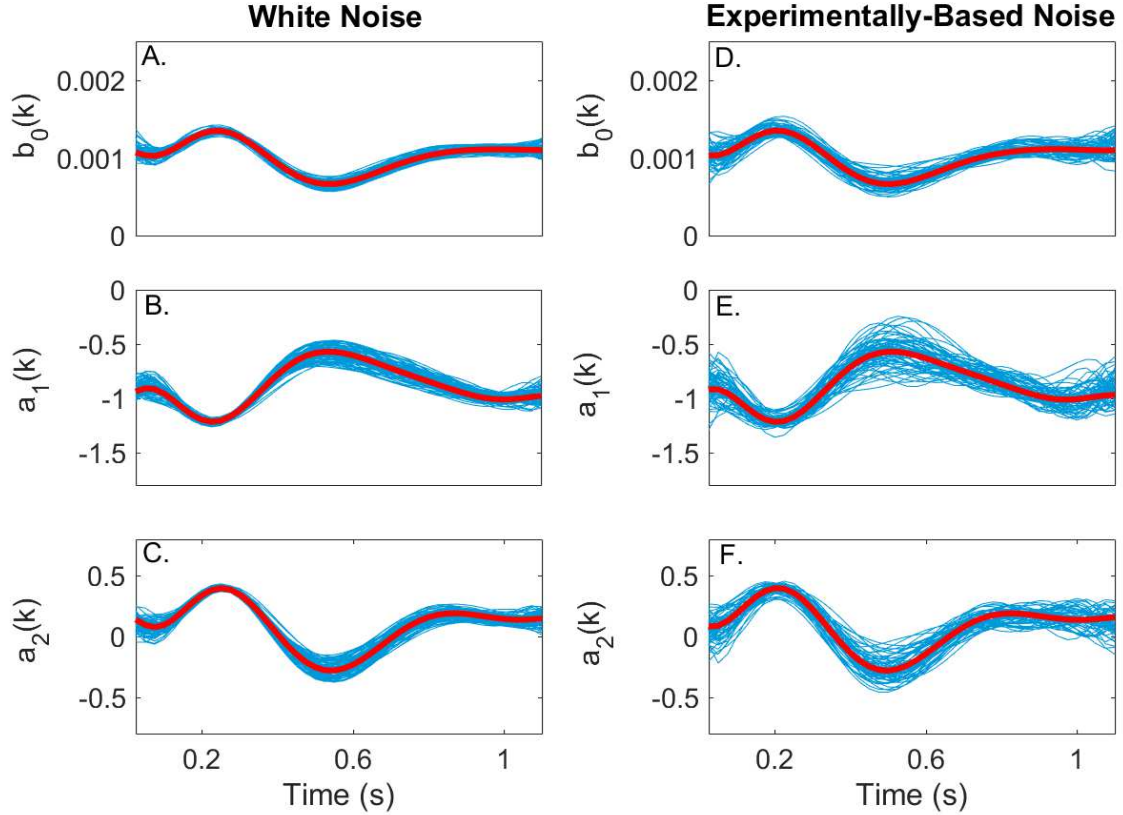 White Noise
A.
b0(k)
0.002
0.001
0
B.
a1(k)
0
-0.5
-1
-1.5
C.
a2(k)
0.5
0
-0.5
0.2 0.6 1
Time (s)
Experimentally-Based Noise
D.
b0(k)
0.002
0.001
0
E.
a1(k)
0
-0.5
-1
-1.5
F.
a2(k)
0.5
0
-0.5
0.2 0.6 1
Time (s)